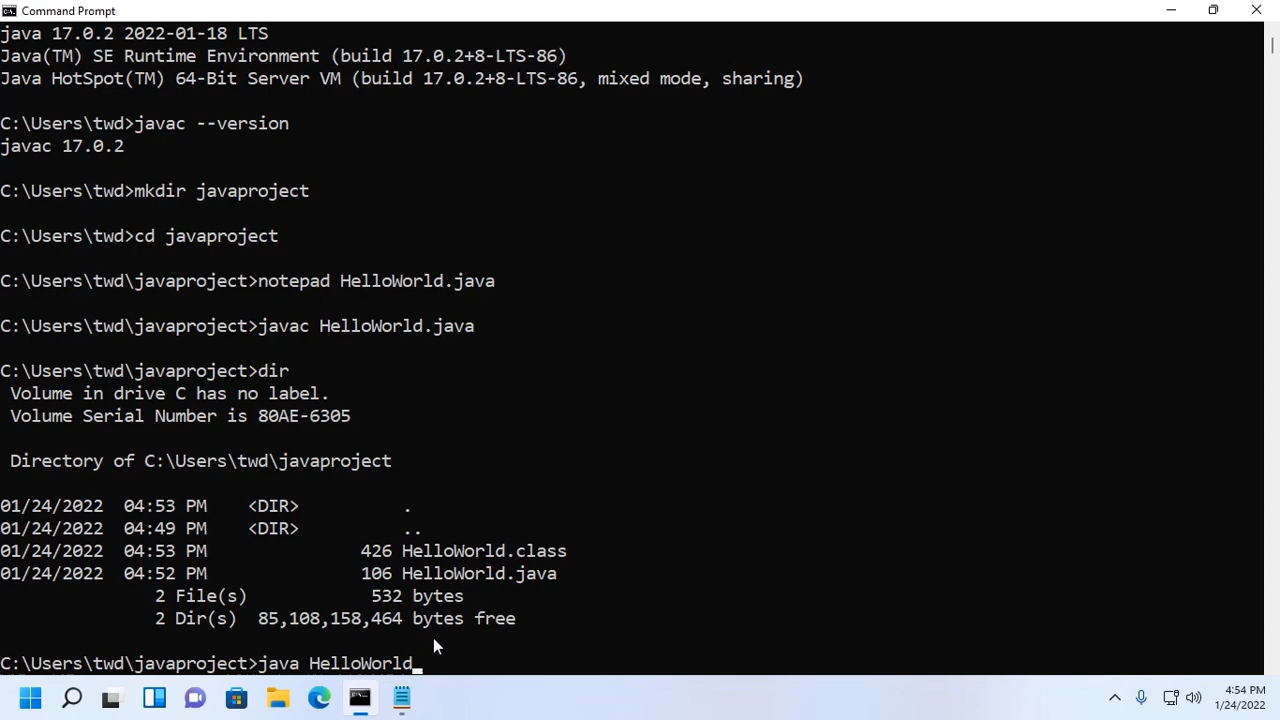 Command Prompt
java 17.0.2 2022-01-18 LTS
Java(TM) SE Runtime Environment (build 17.0.2+8-LTS-86)
Java HotSpot(TM) 64-Bit Server VM (build 17.0.2+8-LTS-86, mixed mode, sharing)
C:\Users\twd>javac --version
javac 17.0.2
C:\Users\twd>mkdir javaproject
C:\Users\twd>cd javaproject
C:\Users\twd\javaproject>notepad HelloWorld.java
C:\Users\twd\javaproject>javac HelloWorld.java
C:\Users\twd\javaproject>dir
Volume in drive C has no label.
Volume Serial Number is 80AE-6305
Directory of C:\Users\twd\javaproject
01/24/2022  04:53 PM    <DIR>          .
01/24/2022  04:49 PM    <DIR>          ..
01/24/2022  04:53 PM               426 HelloWorld.class
01/24/2022  04:52 PM               106 HelloWorld.java
2 File(s)            532 bytes
2 Dir(s)  85,108,158,464 bytes free
C:\Users\twd\javaproject>java HelloWorld_
4:54 PM
1/24/2022